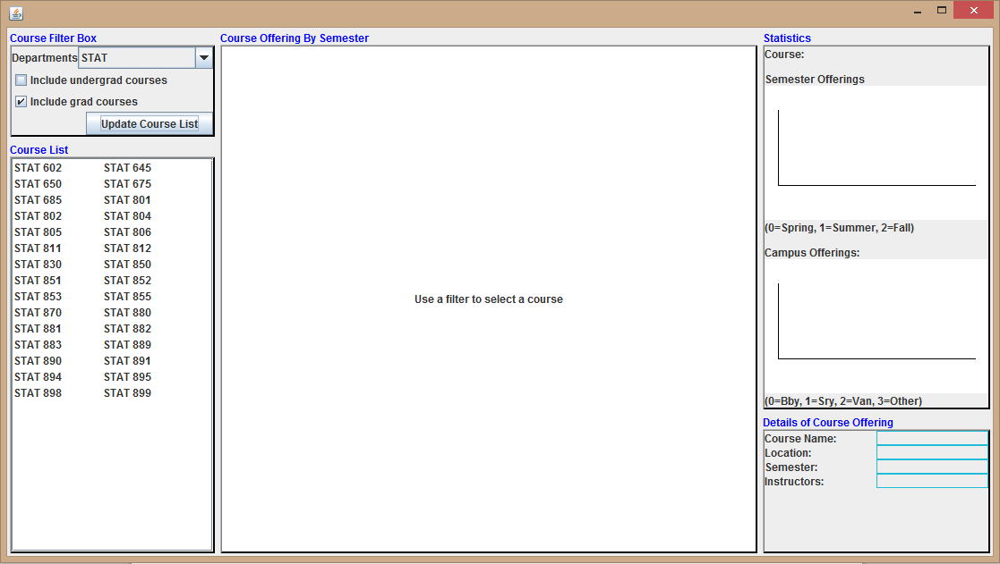 Course Filter Box
Departments STAT
Include undergrad courses
Include grad courses
Update Course List
Course List
STAT 602 STAT 645
STAT 650 STAT 675
STAT 685 STAT 801
STAT 802 STAT 804
STAT 805 STAT 806
STAT 811 STAT 812
STAT 830 STAT 850
STAT 851 STAT 852
STAT 853 STAT 855
STAT 870 STAT 880
STAT 881 STAT 882
STAT 883 STAT 889
STAT 890 STAT 891
STAT 894 STAT 895
STAT 898 STAT 899
Course Offering By Semester
Use a filter to select a course
Statistics
Course:
Semester Offerings
(0=Spring, 1=Summer, 2=Fall)
Campus Offerings:
(0=Bby, 1=Sry, 2=Van, 3=Other)
Details of Course Offering
Course Name:
Location:
Semester:
Instructors: